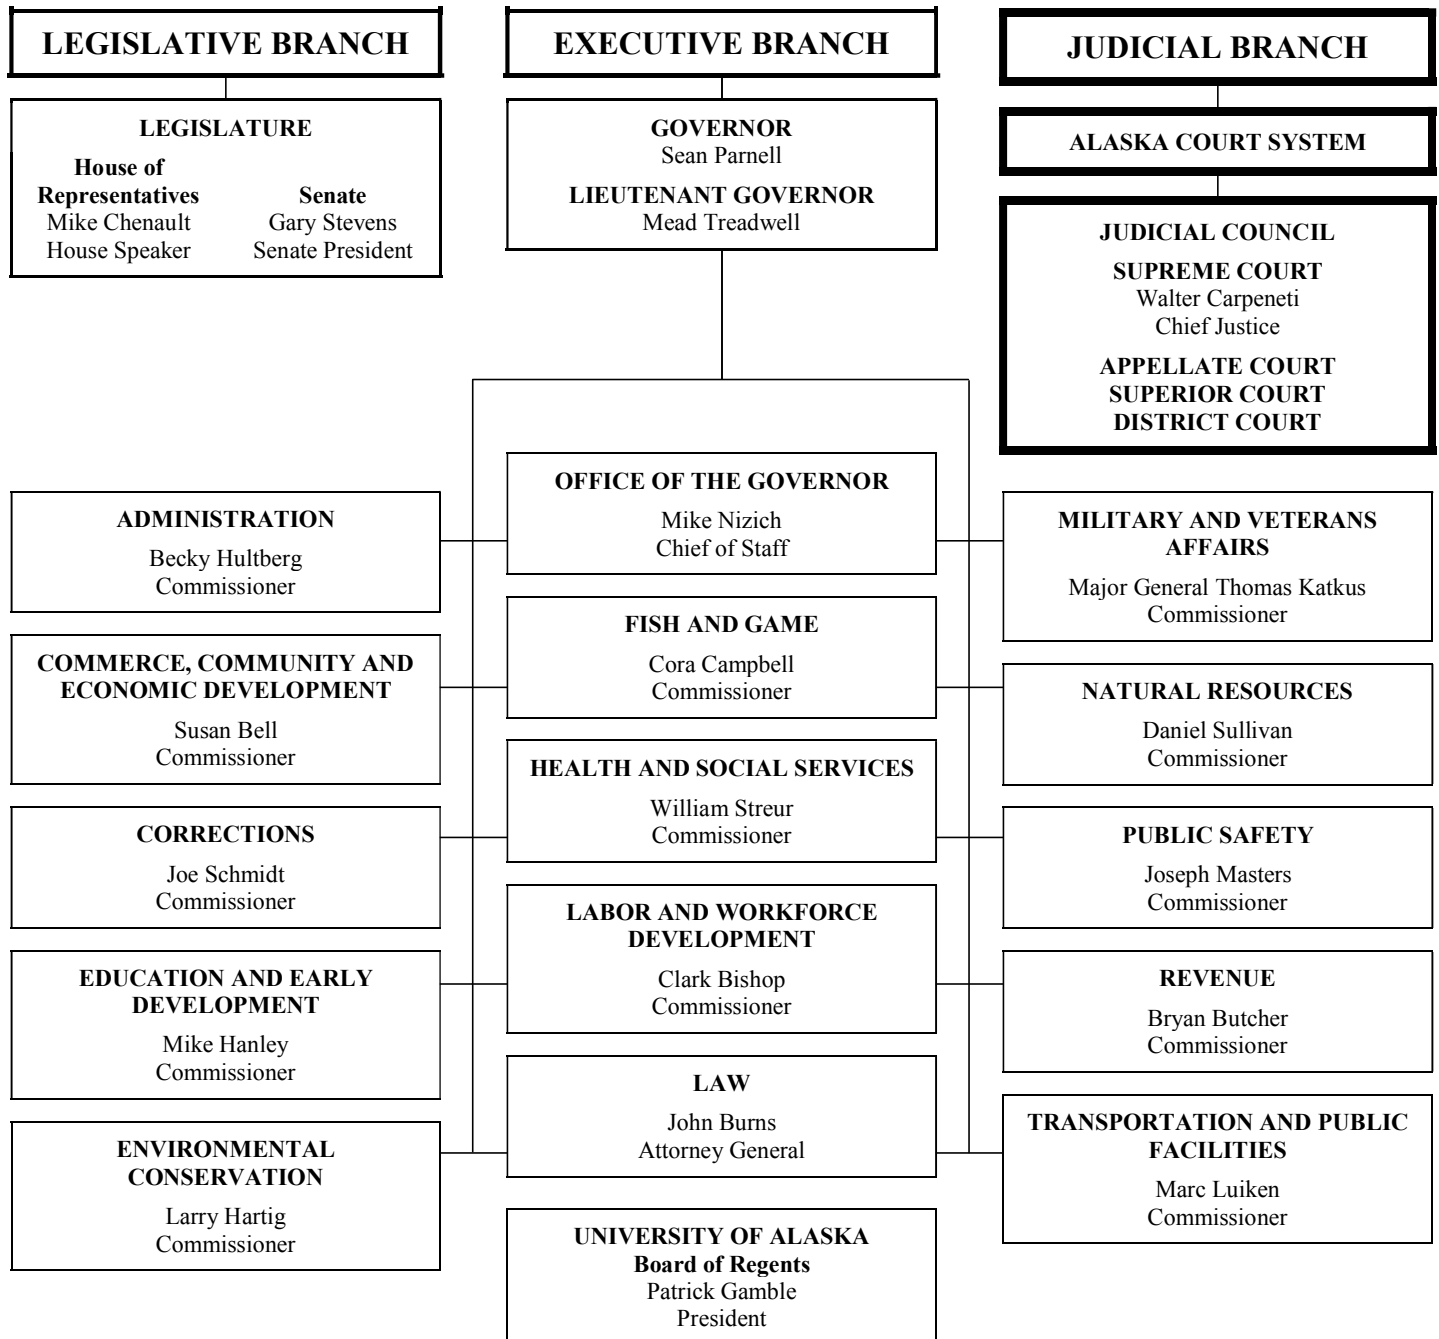 LEGISLATIVE BRANCH
LEGISLATURE
House of
Representatives
Mike Chenault
House Speaker
Senate
Gary Stevens
Senate President
EXECUTIVE BRANCH
GOVERNOR
Sean Parnell
LIEUTENANT GOVERNOR
Mead Treadwell
JUDICIAL BRANCH
ALASKA COURT SYSTEM
JUDICIAL COUNCIL
SUPREME COURT
Walter Carpeneti
Chief Justice
APPELLATE COURT
SUPERIOR COURT
DISTRICT COURT
ADMINISTRATION
Becky Hultberg
Commissioner
COMMERCE, COMMUNITY AND
ECONOMIC DEVELOPMENT
Susan Bell
Commissioner
CORRECTIONS
Joe Schmidt
Commissioner
EDUCATION AND EARLY
DEVELOPMENT
Mike Hanley
Commissioner
ENVIRONMENTAL
CONSERVATION
Larry Hartig
Commissioner
OFFICE OF THE GOVERNOR
Mike Nizich
Chief of Staff
FISH AND GAME
Cora Campbell
Commissioner
HEALTH AND SOCIAL SERVICES
William Streur
Commissioner
LABOR AND WORKFORCE
DEVELOPMENT
Clark Bishop
Commissioner
LAW
John Burns
Attorney General
UNIVERSITY OF ALASKA
Board of Regents
Patrick Gamble
President
MILITARY AND VETERANS
AFFAIRS
Major General Thomas Katkus
Commissioner
NATURAL RESOURCES
Daniel Sullivan
Commissioner
PUBLIC SAFETY
Joseph Masters
Commissioner
REVENUE
Bryan Butcher
Commissioner
TRANSPORTATION AND PUBLIC
FACILITIES
Marc Luiken
Commissioner